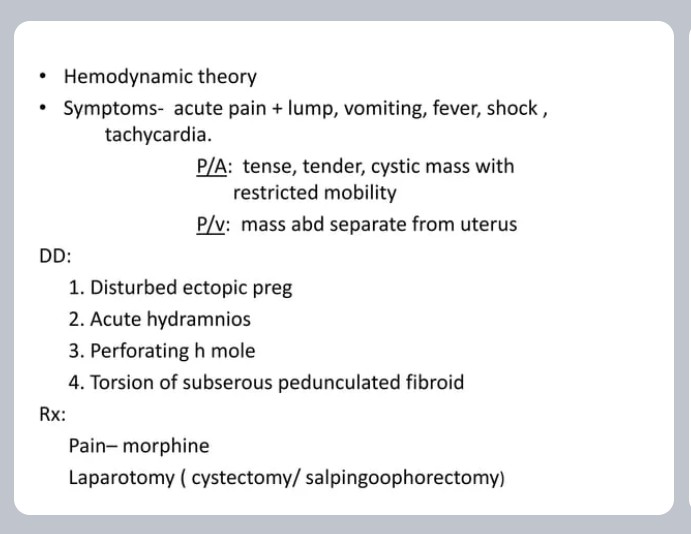 • Hemodynamic theory
• Symptoms- acute pain + lump, vomiting, fever, shock ,
tachycardia.
P/A: tense, tender, cystic mass with
restricted mobility
P/v: mass abd separate from uterus
DD:
1. Disturbed ectopic preg
2. Acute hydramnios
3. Perforating h mole
4. Torsion of subserous pedunculated fibroid
Rx:
Pain– morphine
Laparotomy ( cystectomy/ salpingoophorectomy)